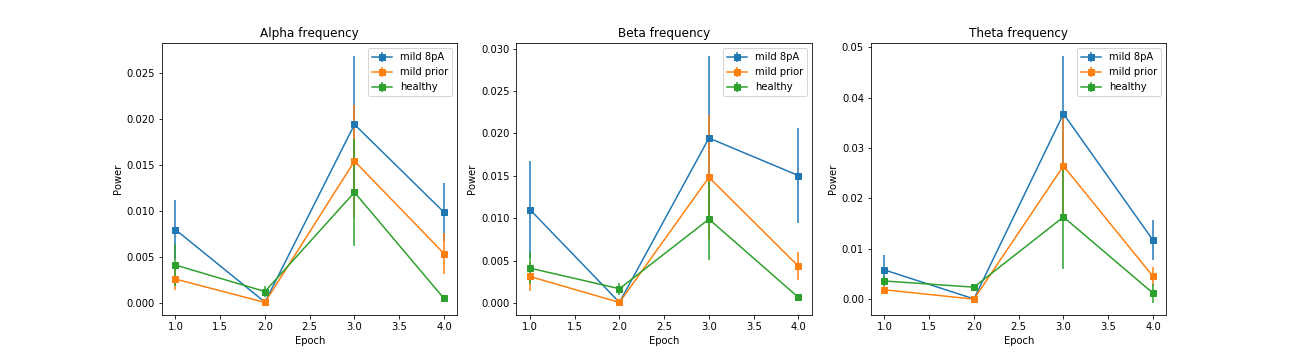 Alpha frequency
mild 8pA
mild prior
healthy
0.025
0.020
0.015
0.010
0.005
0.000
Power
1.0 1.5 2.0 2.5 3.0 3.5 4.0
Epoch
Beta frequency
mild 8pA
mild prior
healthy
0.030
0.025
0.020
0.015
0.010
0.005
0.000
Power
1.0 1.5 2.0 2.5 3.0 3.5 4.0
Epoch
Theta frequency
mild 8pA
mild prior
healthy
0.05
0.04
0.03
0.02
0.01
0.00
Power
1.0 1.5 2.0 2.5 3.0 3.5 4.0
Epoch